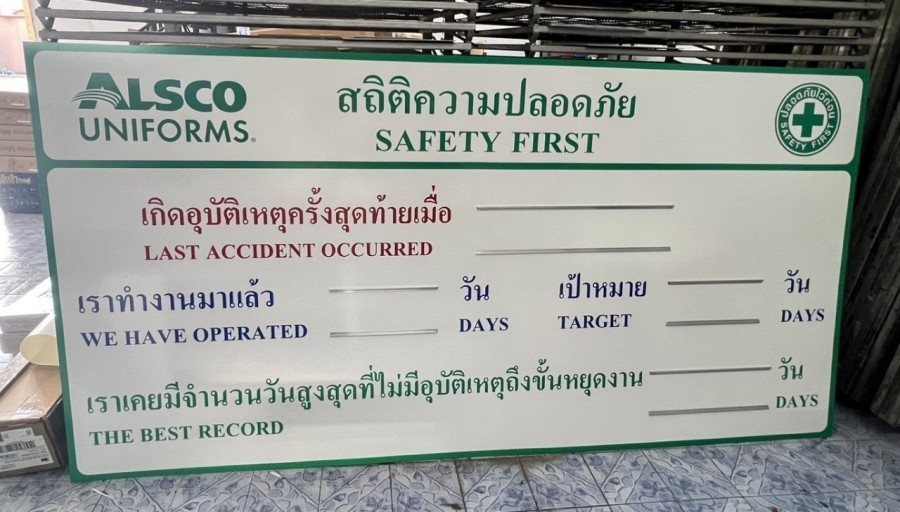 ALSCO
UNIFORMS
สถิติความปลอดภัย
SAFETY FIRST
ปลอดภัยไว้ก่อน
SAFETY FIRST
เกิดอุบัติเหตุครั้งสุดท้ายเมื่อ
LAST ACCIDENT OCCURRED
เราทำงานมาแล้ว วัน เป้าหมาย วัน
WE HAVE OPERATED DAYS TARGET DAYS
เราเคยมีจำนวนวันสูงสุดที่ไม่มีอุบัติเหตุถึงขั้นหยุดงาน วัน
THE BEST RECORD DAYS